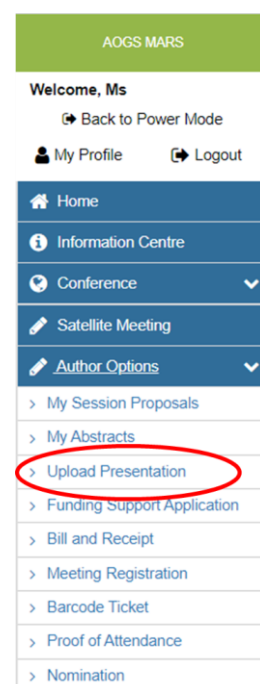 AOGS MARS
Welcome, Ms
Back to Power Mode
My Profile Logout
Home
Information Centre
Conference
Satellite Meeting
Author Options
> My Session Proposals
> My Abstracts
> Upload Presentation
> Funding Support Application
> Bill and Receipt
> Meeting Registration
> Barcode Ticket
> Proof of Attendance
> Nomination